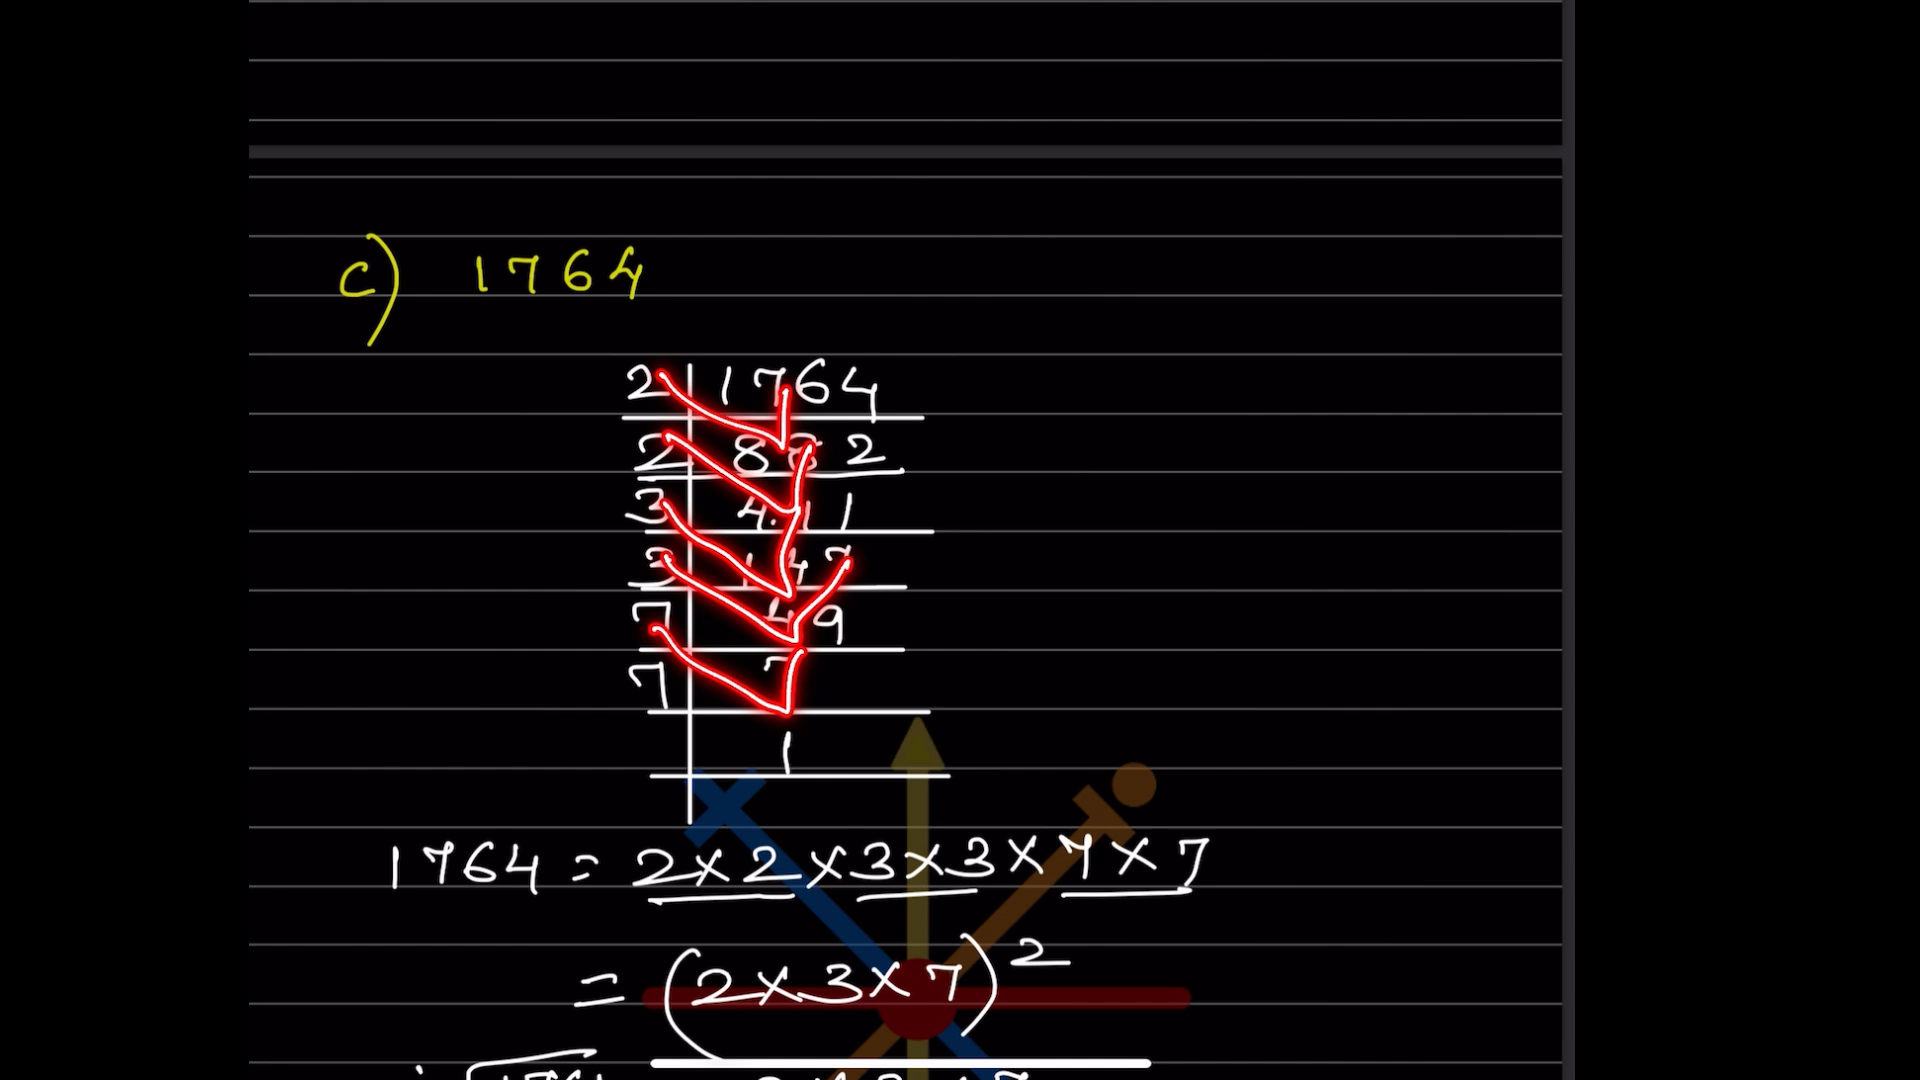 c) 1764
2 | 1764
2 | 882
3 | 441
3 | 147
7 | 49
7 | 7
1
1764 = 2×2×3×3×7×7
= (2×3×7)²